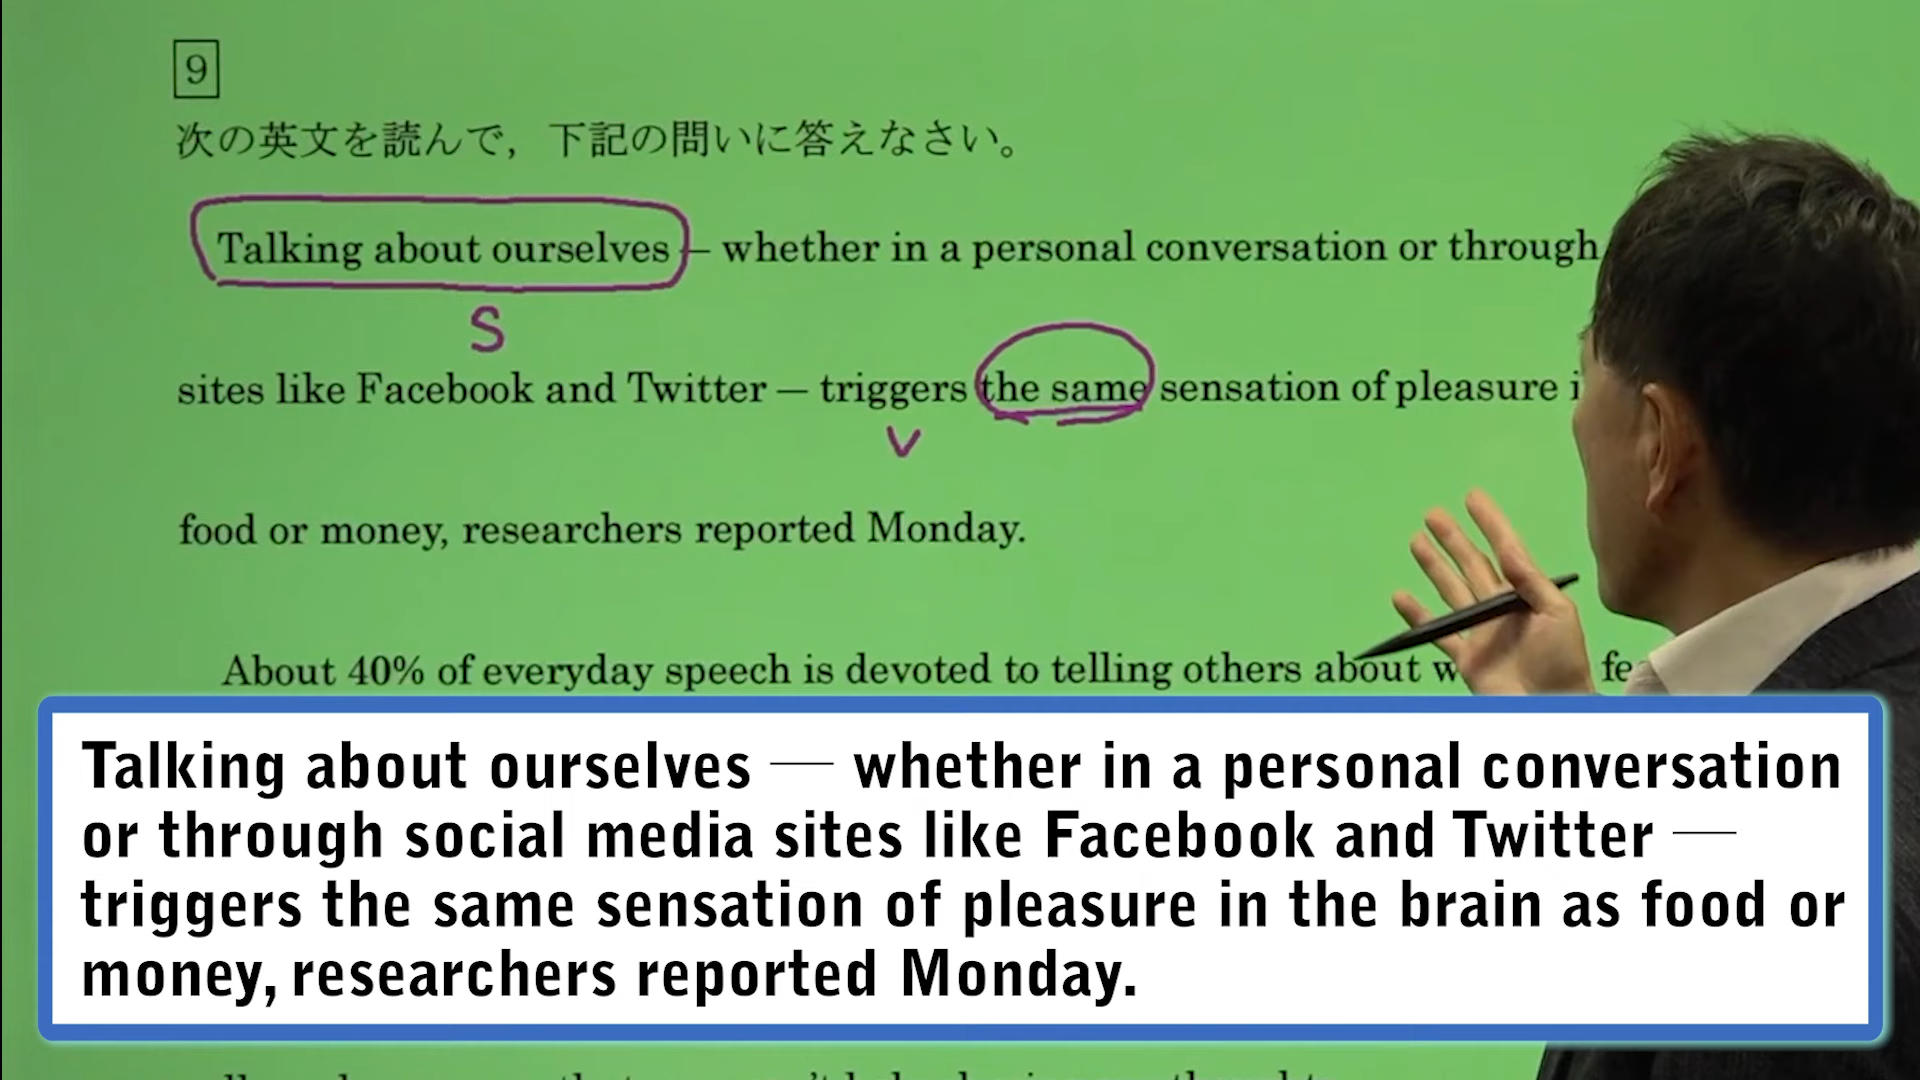 9
次の英文を読んで，下記の問いに答えなさい。
Talking about ourselves — whether in a personal conversation or through
S
sites like Facebook and Twitter — triggers the same sensation of pleasure
V
food or money, researchers reported Monday.
About 40% of everyday speech is devoted to telling others about
Talking about ourselves — whether in a personal conversation
or through social media sites like Facebook and Twitter —
triggers the same sensation of pleasure in the brain as food or
money, researchers reported Monday.